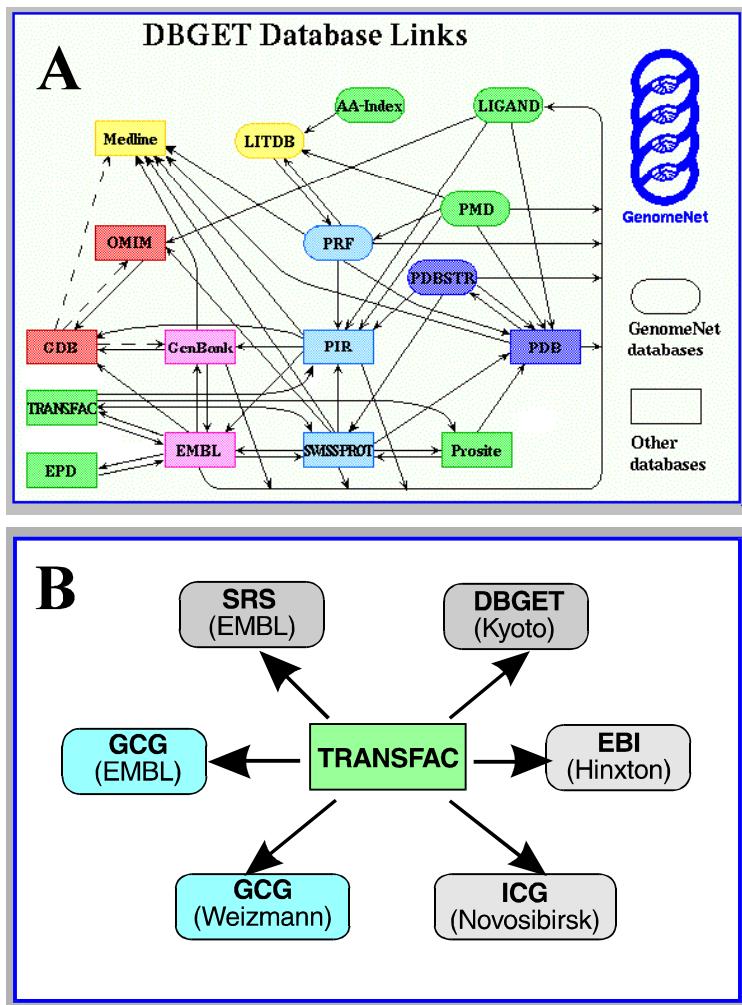 A
DBGET Database Links
AA-Index
LIGAND
Medline
LITDB
GenomeNet
PMD
OMIM
PRF
PDBSTR
GenomeNet
databases
GDB
GenBank
PIR
PDB
TRANSFAC
EMBL
SWISSPROT
Prosite
EPD
Other
databases
B
SRS
(EMBL)
DBGET
(Kyoto)
GCG
(EMBL)
TRANSFAC
EBI
(Hinxton)
GCG
(Weizmann)
ICG
(Novosibirsk)